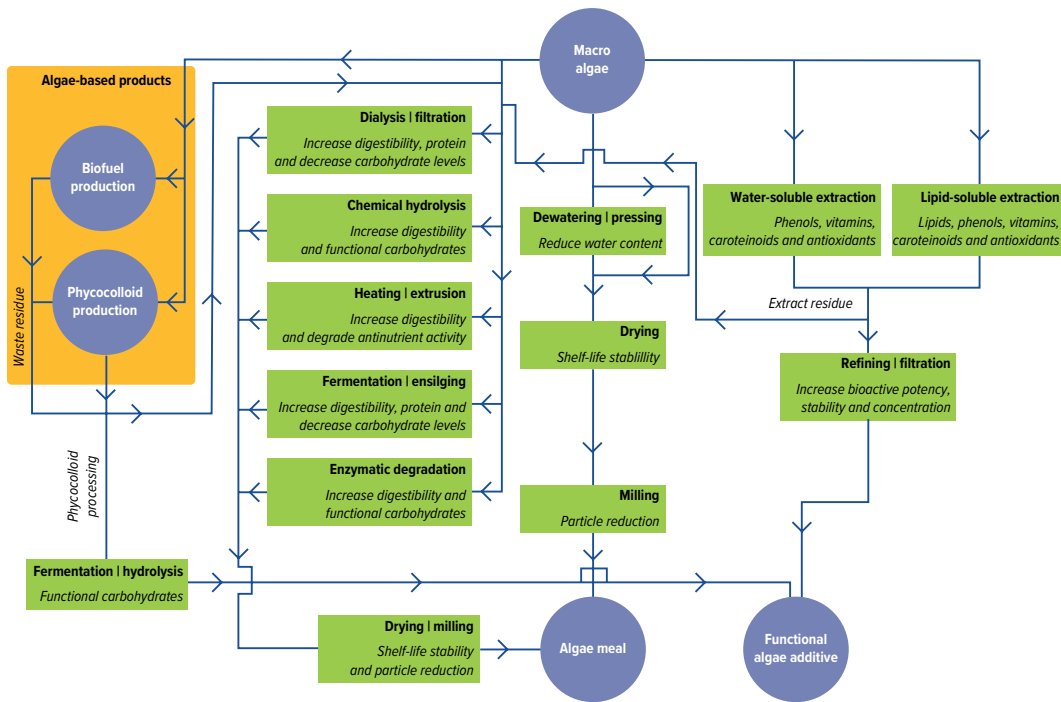 Macro
algae
Algae-based products
Biofuel
production
Phycocolloid
production
Waste residue
Phycocolloid
processing
Fermentation | hydrolysis
Functional carbohydrates
Dialysis | filtration
Increase digestibility, protein
and decrease carbohydrate levels
Chemical hydrolysis
Increase digestibility
and functional carbohydrates
Heating | extrusion
Increase digestibility
and degrade antinutrient activity
Fermentation | ensilging
Increase digestibility, protein and
decrease carbohydrate levels
Enzymatic degradation
Increase digestibility and
functional carbohydrates
Drying | milling
Shelf-life stability
and particle reduction
Dewatering | pressing
Reduce water content
Drying
Shelf-life stablillity
Milling
Particle reduction
Algae meal
Water-soluble extraction
Phenols, vitamins,
caroteinoids and antioxidants
Lipid-soluble extraction
Lipids, phenols, vitamins,
caroteinoids and antioxidants
Extract residue
Refining | filtration
Increase bioactive potency,
stability and concentration
Functional
algae additive